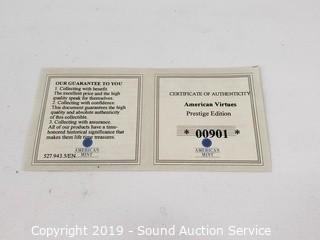 OUR GUARANTEE TO YOU
1. Collecting with benefit.
The excellent price and the high
quality speak for themselves.
2. Collecting with confidence
This document guarantees the high
quality and absolute authenticity
of this collectible.
3. Collecting with assurance.
All of our products have a time-
honored historical significance that
makes them life time treasures.
AMERICAN
MINT
527.943.5/EN
CERTIFICATE OF AUTHENTICITY
American Virtues
Prestige Edition
* 00901 *
AMERICAN
MINT
Copyright 2019 - Sound Auction Service